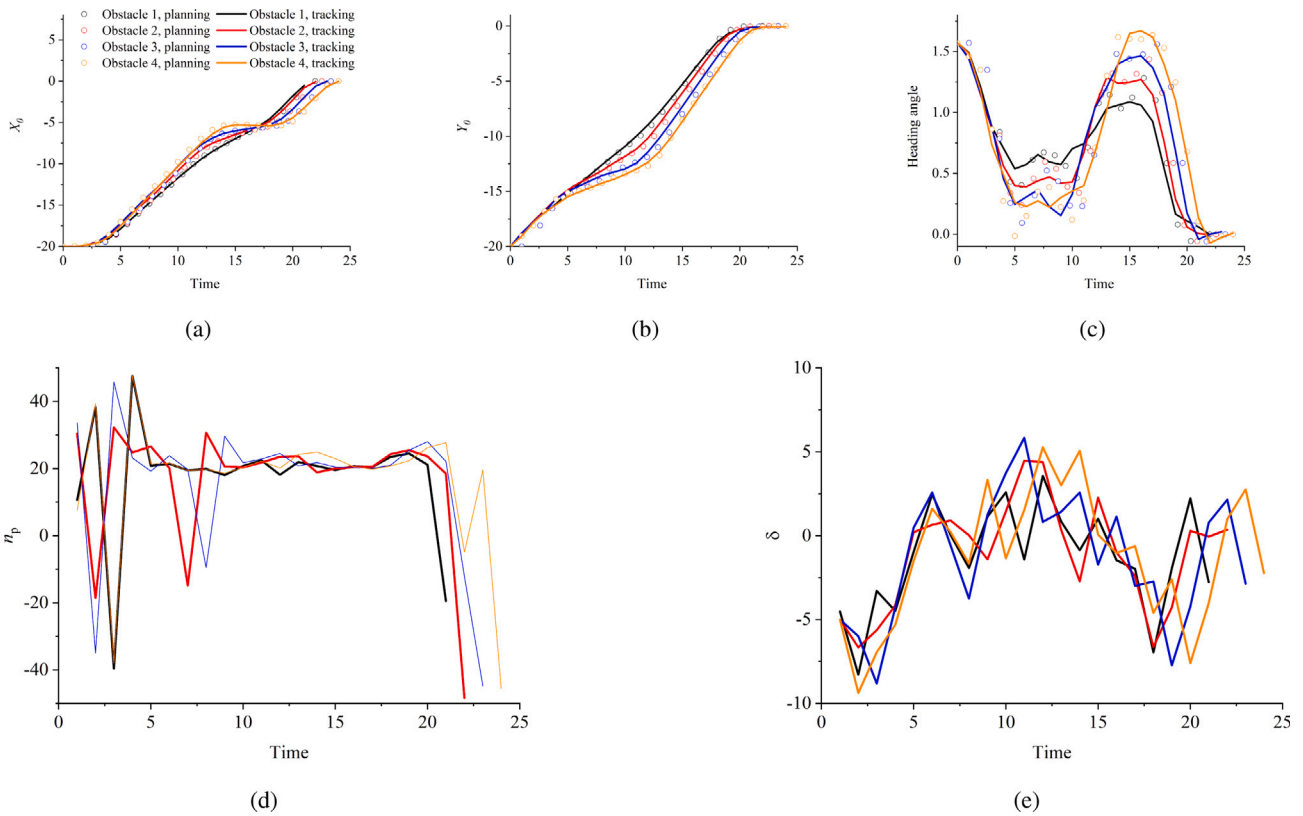 Obstacle 1, planning Obstacle 1, tracking
Obstacle 2, planning Obstacle 2, tracking
Obstacle 3, planning Obstacle 3, tracking
Obstacle 4, planning Obstacle 4, tracking
5
0
-5
-10
-15
-20
X₀
0 5 10 15 20 25
Time
(a)
0
-5
-10
-15
-20
Y₀
0 5 10 15 20 25
Time
(b)
1.5
1.0
0.5
0.0
Heading angle
0 5 10 15 20 25
Time
(c)
40
20
0
-20
-40
nₚ
0 5 10 15 20 25
Time
(d)
10
5
0
-5
-10
δ
0 5 10 15 20 25
Time
(e)